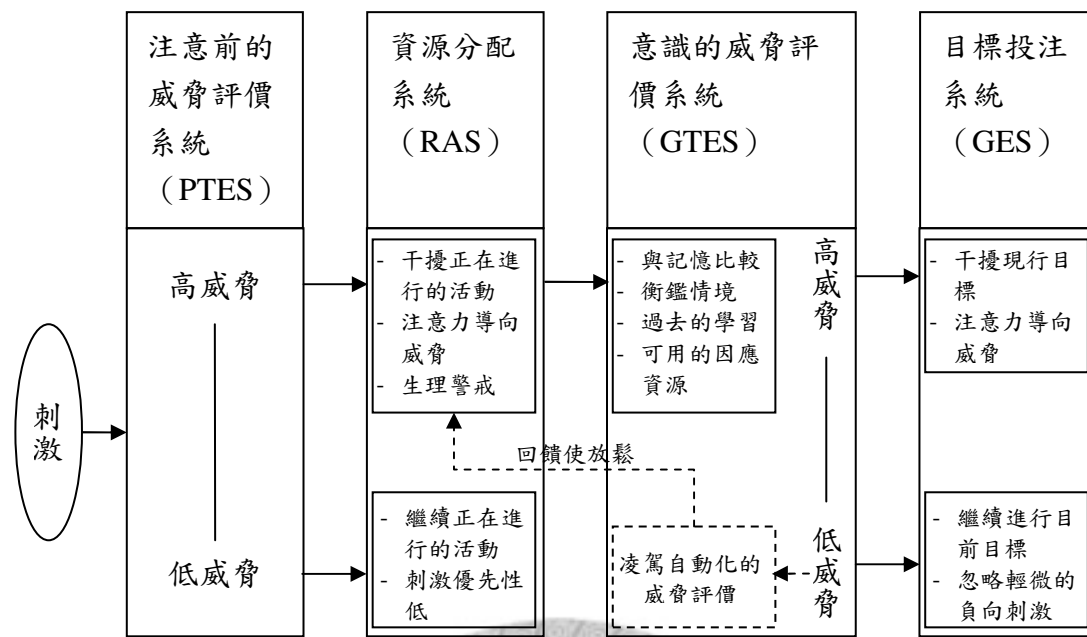 注意前的
威脅評價
系統
（PTES）
資源分配
系統
（RAS）
意識的威脅評
價系統
（GTES）
目標投注
系統
（GES）
刺激
高威脅
低威脅
- 干擾正在進
行的活動
- 注意力導向
威脅
- 生理警戒
- 繼續正在進
行的活動
- 刺激優先性
低
- 與記憶比較
- 衡鑑情境
- 過去的學習
- 可用的因應
資源
高威脅
回饋使放鬆
凌駕自動化的
威脅評價
低威脅
- 干擾現行目
標
- 注意力導向
威脅
- 繼續進行目
前目標
- 忽略輕微的
負向刺激